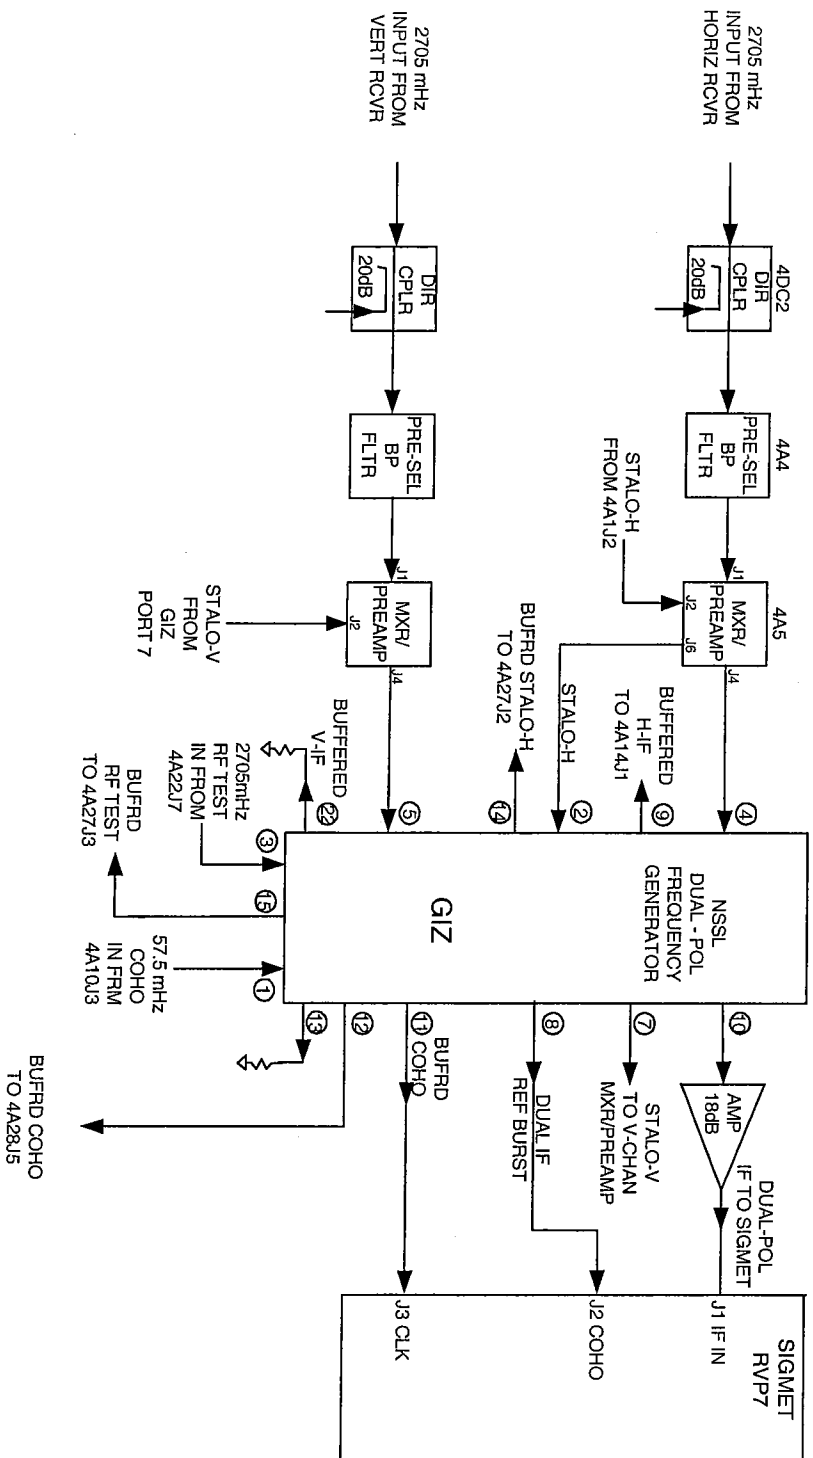 2705 mHz
INPUT FROM
HORIZ RCVR
4DC2
DIR
CPLR
20dB
4A4
PRE-SEL
BP
FLTR
STALO-H
FROM 4A1J2
4A5
J1
MXR/
PREAMP
J2
J6
J4
2705 mHz
INPUT FROM
VERT RCVR
DIR
CPLR
20dB
PRE-SEL
BP
FLTR
J1
MXR/
PREAMP
J2
J4
STALO-V
FROM
GIZ
PORT 7
BUFFERED
H-IF
TO 4A14J1
STALO-H
BUFRD STALO-H
TO 4A27J2
BUFFERED
V-IF
2705mHz
RF TEST
IN FROM
4A22J7
BUFRD
RF TEST
TO 4A27J3
57.5 mHz
COHO
IN FRM
4A10J3
4
9
2
14
5
22
3
15
1
NSSL
DUAL - POL
FREQUENCY
GENERATOR
GIZ
10
7
8
11
12
13
AMP
18dB
DUAL-POL
IF TO SIGMET
STALO-V
TO V-CHAN
MXR/PREAMP
DUAL IF
REF BURST
BUFRD
COHO
BUFRD COHO
TO 4A28J5
SIGMET
RVP7
J1 IF IN
J2 COHO
J3 CLK